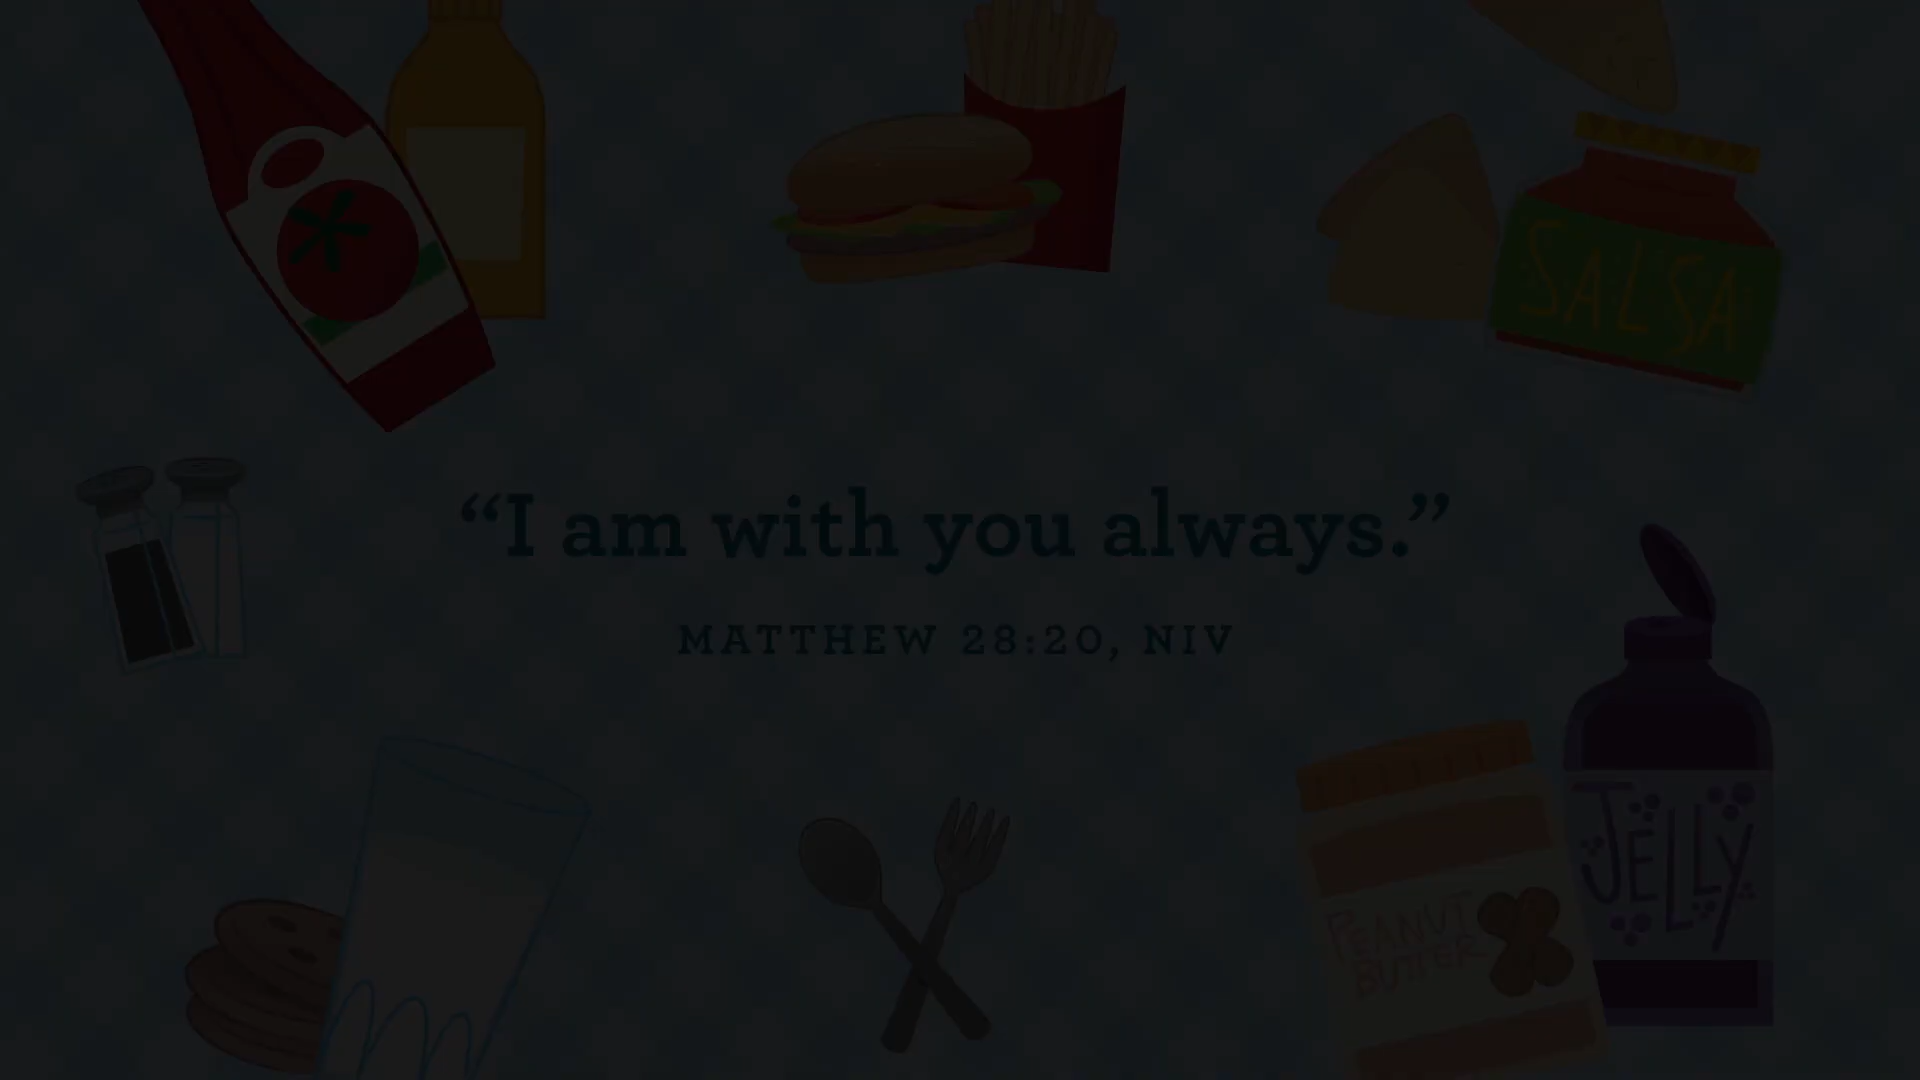 SALSA
“I am with you always.”
MATTHEW 28:20, NIV
JELLY
PEANUT
BUTTER